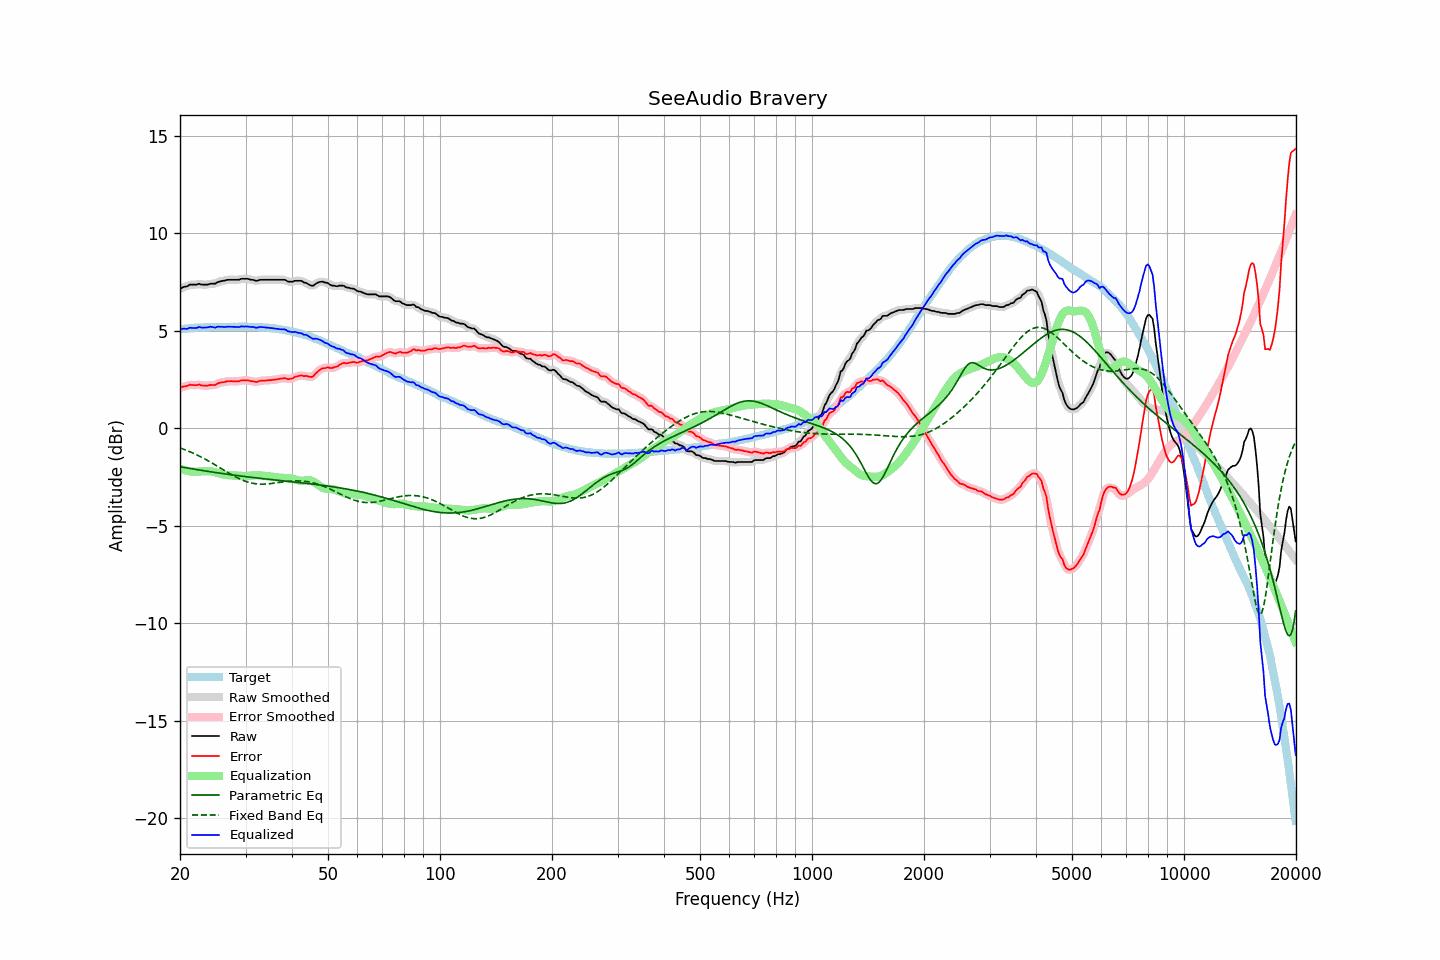 SeeAudio Bravery
15
10
5
0
−5
−10
−15
−20
Amplitude (dBr)
Target
Raw Smoothed
Error Smoothed
Raw
Error
Equalization
Parametric Eq
Fixed Band Eq
Equalized
20 50 100 200 500 1000 2000 5000 10000 20000
Frequency (Hz)